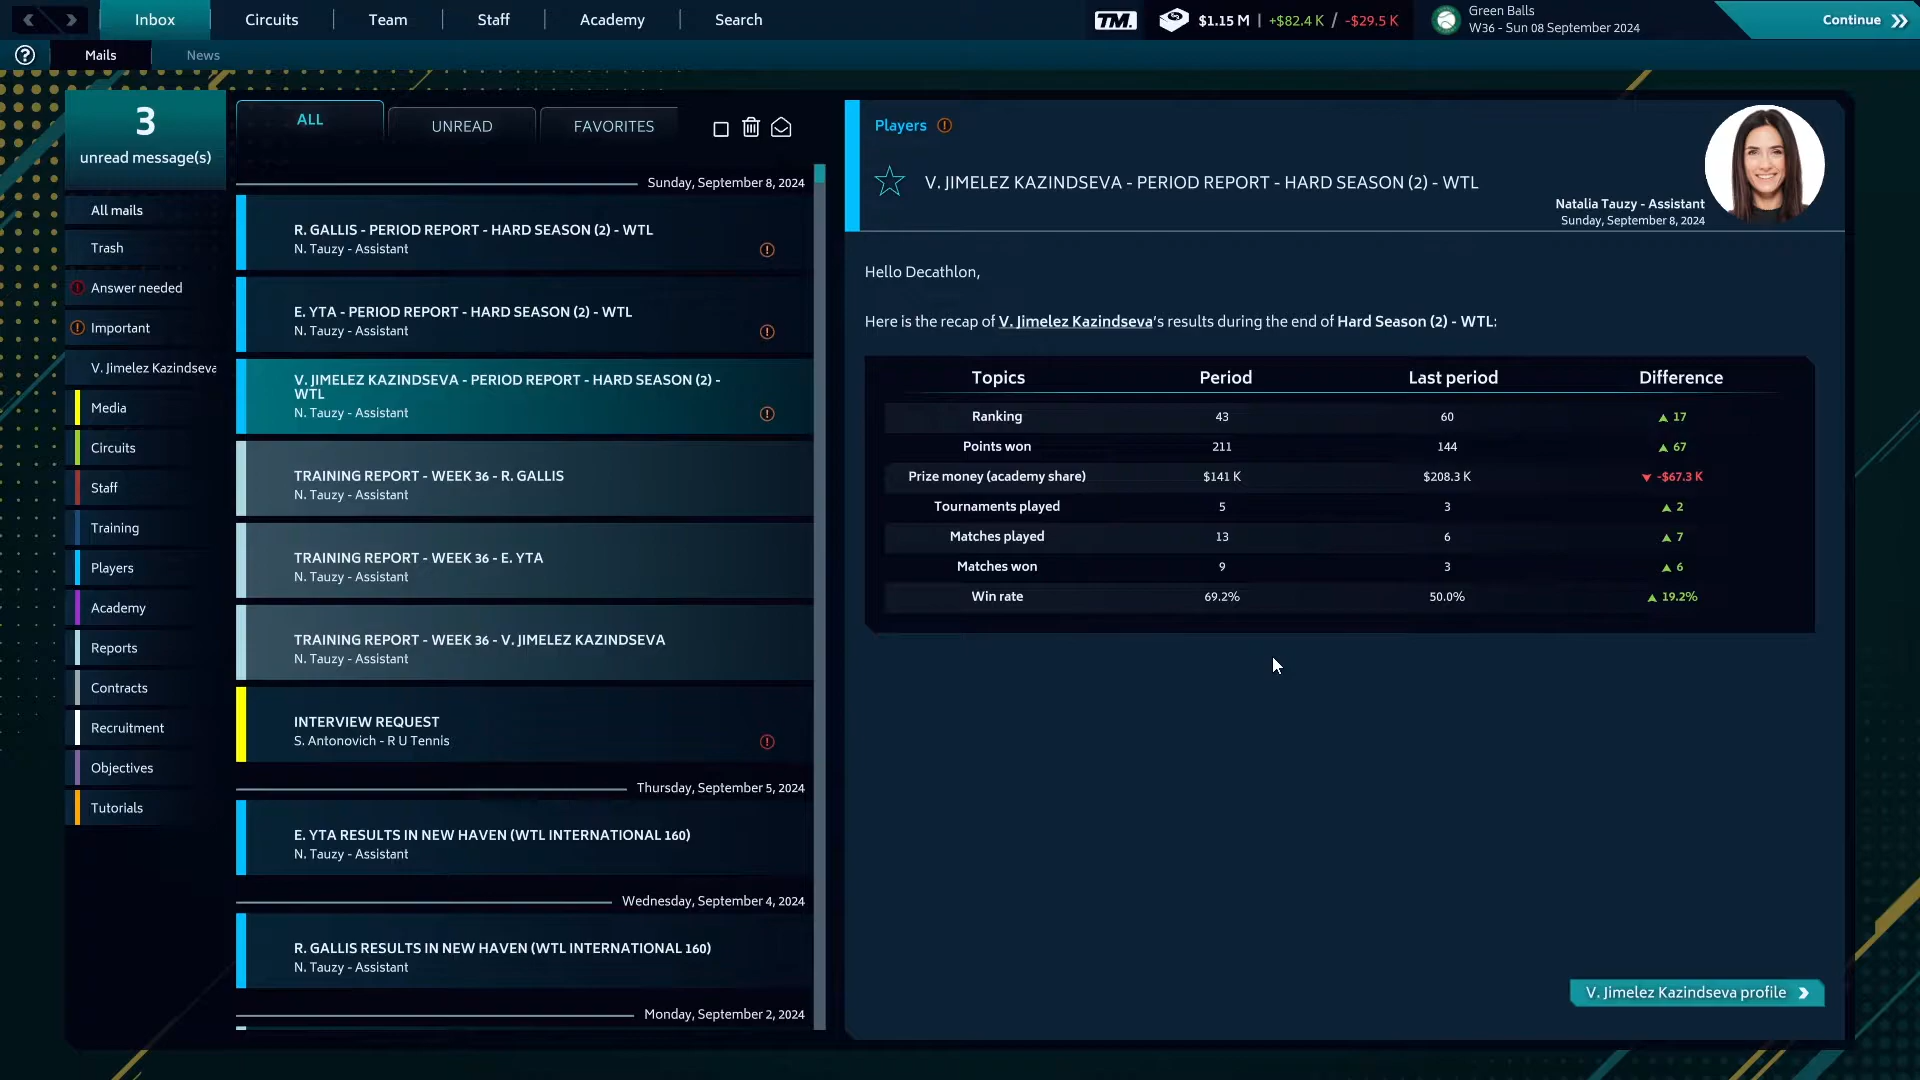 Inbox
Circuits
Team
Staff
Academy
Search
TM.
$1.15 M | +$82.4 K / -$29.5 K
Green Balls
W36 - Sun 08 September 2024
Continue
Mails
News
3
unread message(s)
All mails
Trash
Answer needed
Important
V. Jimelez Kazindseva
Media
Circuits
Staff
Training
Players
Academy
Reports
Contracts
Recruitment
Objectives
Tutorials
ALL
UNREAD
FAVORITES
Sunday, September 8, 2024
R. GALLIS - PERIOD REPORT - HARD SEASON (2) - WTL
N. Tauzy - Assistant
E. YTA - PERIOD REPORT - HARD SEASON (2) - WTL
N. Tauzy - Assistant
V. JIMELEZ KAZINDSEVA - PERIOD REPORT - HARD SEASON (2) -
WTL
N. Tauzy - Assistant
TRAINING REPORT - WEEK 36 - R. GALLIS
N. Tauzy - Assistant
TRAINING REPORT - WEEK 36 - E. YTA
N. Tauzy - Assistant
TRAINING REPORT - WEEK 36 - V. JIMELEZ KAZINDSEVA
N. Tauzy - Assistant
INTERVIEW REQUEST
S. Antonovich - R U Tennis
Thursday, September 5, 2024
E. YTA RESULTS IN NEW HAVEN (WTL INTERNATIONAL 160)
N. Tauzy - Assistant
Wednesday, September 4, 2024
R. GALLIS RESULTS IN NEW HAVEN (WTL INTERNATIONAL 160)
N. Tauzy - Assistant
Monday, September 2, 2024
Players
V. JIMELEZ KAZINDSEVA - PERIOD REPORT - HARD SEASON (2) - WTL
Natalia Tauzy - Assistant
Sunday, September 8, 2024
Hello Decathlon,
Here is the recap of V. Jimelez Kazindseva's results during the end of Hard Season (2) - WTL:
Topics Period Last period Difference
Ranking 43 60 17
Points won 211 144 67
Prize money (academy share) $141 K $208.3 K -$67.3 K
Tournaments played 5 3 2
Matches played 13 6 7
Matches won 9 3 6
Win rate 69.2% 50.0% 19.2%
V. Jimelez Kazindseva profile